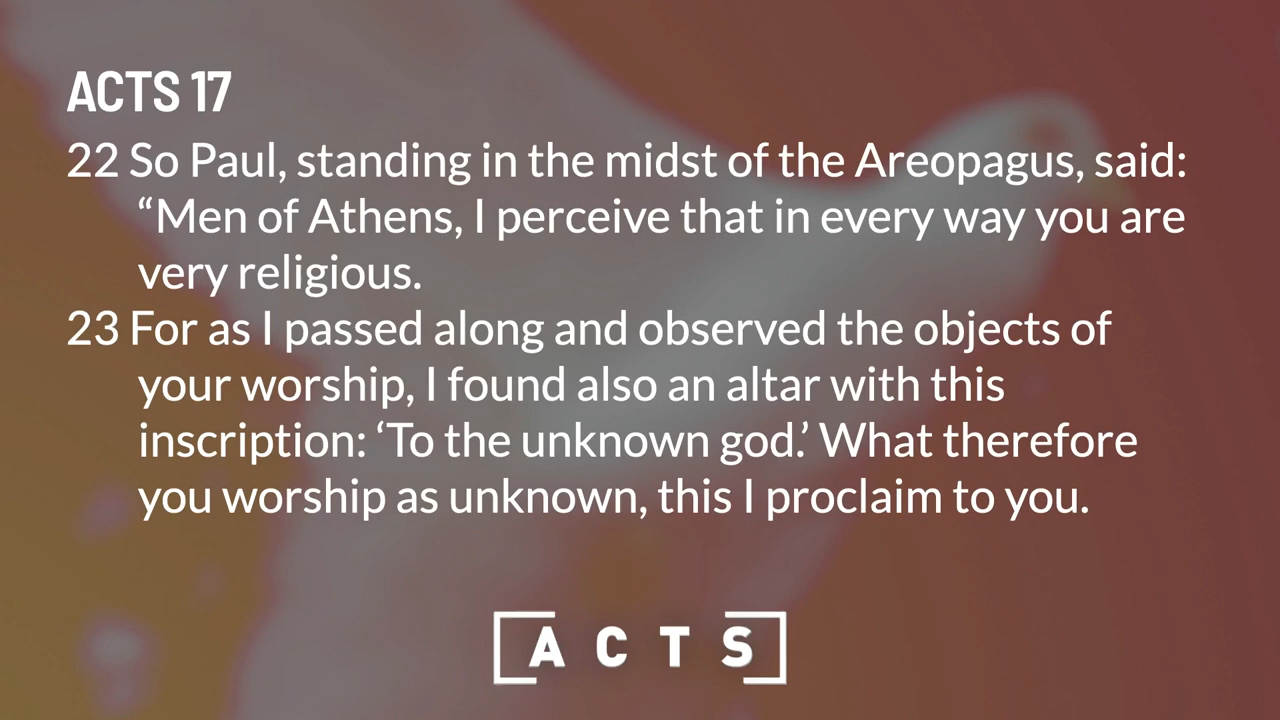 ACTS 17
22 So Paul, standing in the midst of the Areopagus, said:
“Men of Athens, I perceive that in every way you are
very religious.
23 For as I passed along and observed the objects of
your worship, I found also an altar with this
inscription: ‘To the unknown god.’ What therefore
you worship as unknown, this I proclaim to you.
ACTS